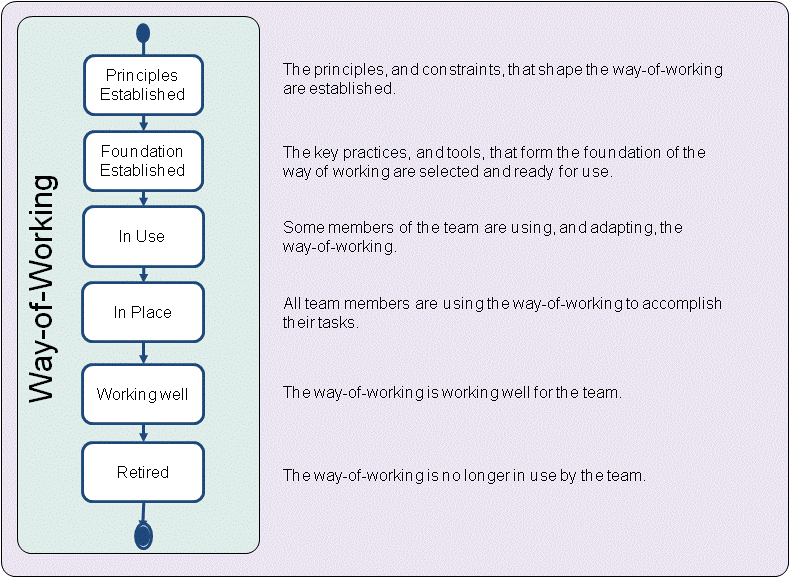 Way-of-Working
Principles
Established
The principles, and constraints, that shape the way-of-working
are established.
Foundation
Established
The key practices, and tools, that form the foundation of the
way of working are selected and ready for use.
In Use
Some members of the team are using, and adapting, the
way-of-working.
In Place
All team members are using the way-of-working to accomplish
their tasks.
Working well
The way-of-working is working well for the team.
Retired
The way-of-working is no longer in use by the team.